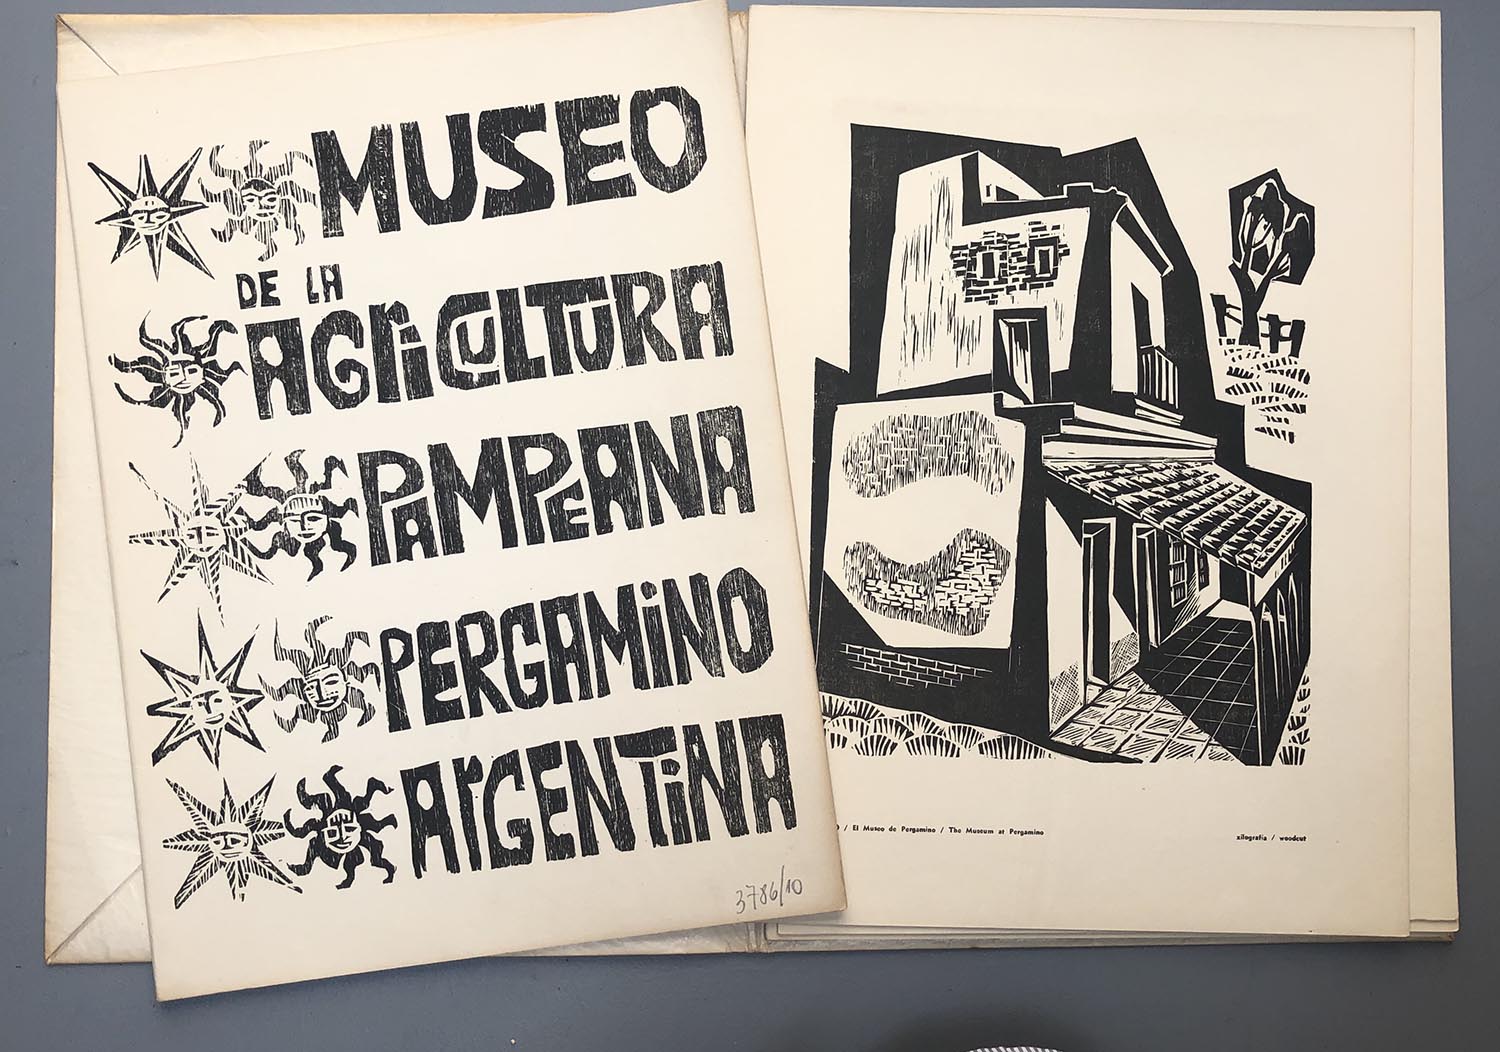 MUSEO
DE LA
AGriCULTURA
PAMPEANA
PERGAMiNO
ArGENTiNA
3786/10
/ El Museo de Pergamino / The Museum at Pergamino
xilografía / woodcut